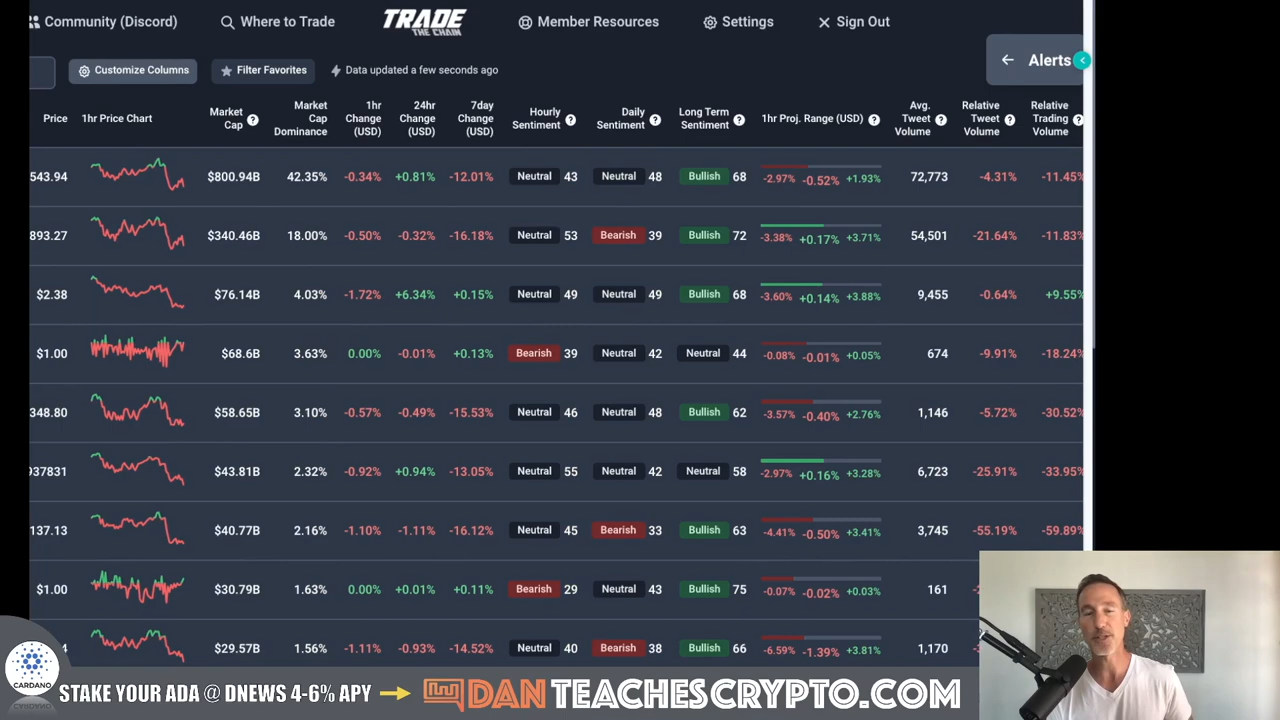 Community (Discord) Where to Trade TRADE THE CHAIN Member Resources Settings Sign Out
Customize Columns Filter Favorites Data updated a few seconds ago Alerts
Price 1hr Price Chart Market Cap ? Market Cap Dominance 1hr Change (USD) 24hr Change (USD) 7day Change (USD) Hourly Sentiment ? Daily Sentiment ? Long Term Sentiment ? 1hr Proj. Range (USD) ? Avg. Tweet Volume ? Relative Tweet Volume ? Relative Trading Volume ?
543.94 $800.94B 42.35% -0.34% +0.81% -12.01% Neutral 43 Neutral 48 Bullish 68 -2.97% -0.52% +1.93% 72,773 -4.31% -11.45%
893.27 $340.46B 18.00% -0.50% -0.32% -16.18% Neutral 53 Bearish 39 Bullish 72 -3.38% +0.17% +3.71% 54,501 -21.64% -11.83%
$2.38 $76.14B 4.03% -1.72% +6.34% +0.15% Neutral 49 Neutral 49 Bullish 68 -3.60% +0.14% +3.88% 9,455 -0.64% +9.55%
$1.00 $68.6B 3.63% 0.00% -0.01% +0.13% Bearish 39 Neutral 42 Neutral 44 -0.08% -0.01% +0.05% 674 -9.91% -18.24%
348.80 $58.65B 3.10% -0.57% -0.49% -15.53% Neutral 46 Neutral 48 Bullish 62 -3.57% -0.40% +2.76% 1,146 -5.72% -30.52%
937831 $43.81B 2.32% -0.92% +0.94% -13.05% Neutral 55 Neutral 42 Neutral 58 -2.97% +0.16% +3.28% 6,723 -25.91% -33.95%
137.13 $40.77B 2.16% -1.10% -1.11% -16.12% Neutral 45 Bearish 33 Bullish 63 -4.41% -0.50% +3.41% 3,745 -55.19% -59.89%
$1.00 $30.79B 1.63% 0.00% +0.01% +0.11% Bearish 29 Neutral 43 Bullish 75 -0.07% -0.02% +0.03% 161
4 $29.57B 1.56% -1.11% -0.93% -14.52% Neutral 40 Bearish 38 Bullish 66 -6.59% -1.39% +3.81% 1,170
CARDANO STAKE YOUR ADA @ DNEWS 4-6% APY DAN TEACHESCRYPTO.COM